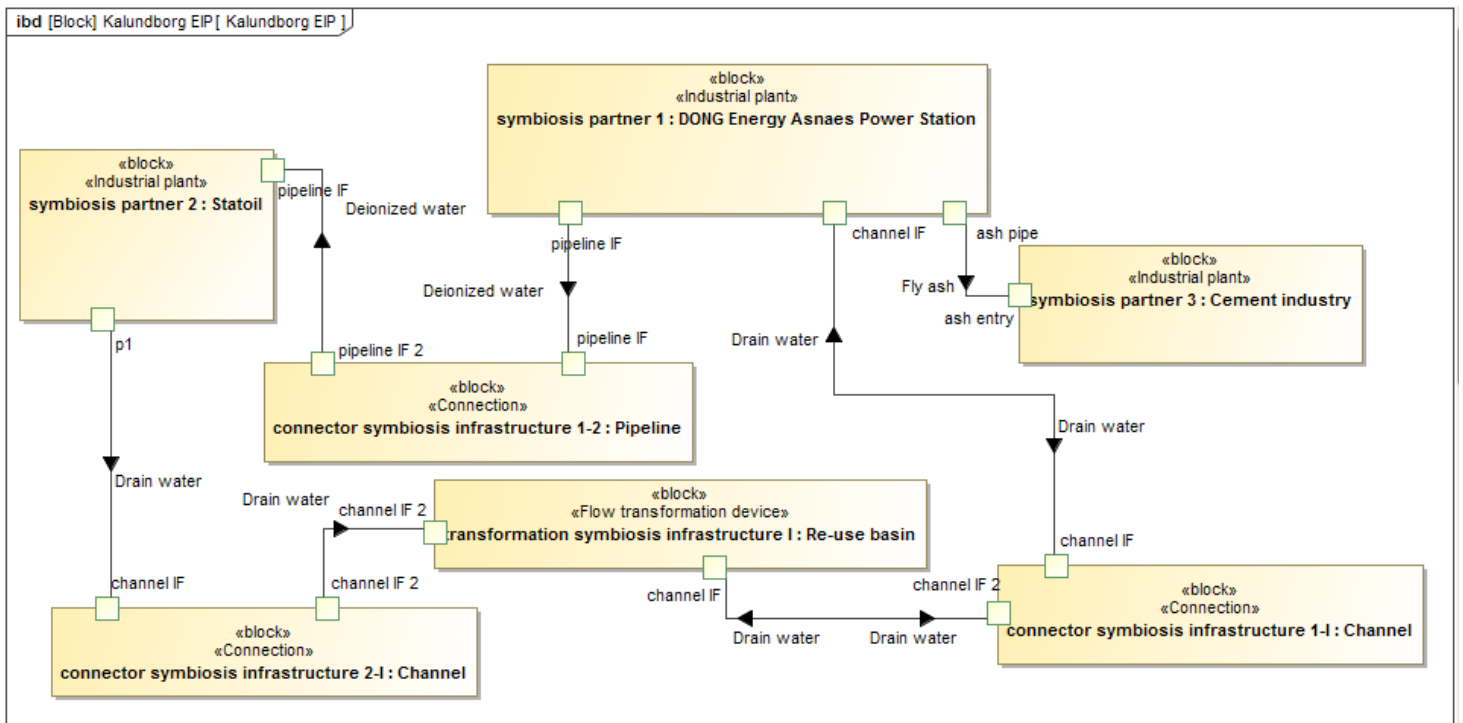 ibd [Block] Kalundborg EIP[ Kalundborg EIP ]
«block»
«Industrial plant»
symbiosis partner 1 : DONG Energy Asnaes Power Station
«block»
«Industrial plant»
symbiosis partner 2 : Statoil
pipeline IF
Deionized water
pipeline IF
channel IF
ash pipe
«block»
«Industrial plant»
symbiosis partner 3 : Cement industry
Fly ash
ash entry
Deionized water
p1
pipeline IF 2
pipeline IF
Drain water
«block»
«Connection»
connector symbiosis infrastructure 1-2 : Pipeline
Drain water
Drain water
Drain water
channel IF 2
«block»
«Flow transformation device»
transformation symbiosis infrastructure I : Re-use basin
channel IF
channel IF
channel IF 2
channel IF
channel IF 2
«block»
«Connection»
connector symbiosis infrastructure 1-I : Channel
Drain water
Drain water
«block»
«Connection»
connector symbiosis infrastructure 2-I : Channel